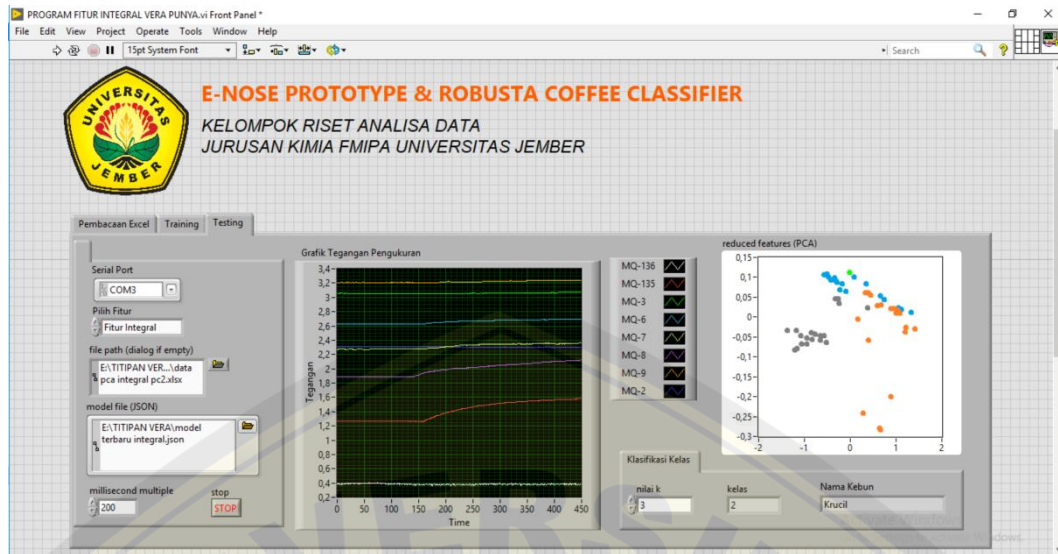 PROGRAM FITUR INTEGRAL VERA PUNYA.vi Front Panel *
File Edit View Project Operate Tools Window Help
15pt System Font
Search
UNIVERSITAS
JEMBER
E-NOSE PROTOTYPE & ROBUSTA COFFEE CLASSIFIER
KELOMPOK RISET ANALISA DATA
JURUSAN KIMIA FMIPA UNIVERSITAS JEMBER
Pembacaan Excel Training Testing
Serial Port
COM3
Pilih Fitur
Fitur Integral
file path (dialog if empty)
E:\TITIPAN VER...\data
pca integral pc2.xlsx
model file (JSON)
E:\TITIPAN VERA\model
terbaru integral.json
millisecond multiple
200
stop
STOP
Grafik Tegangan Pengukuran
Tegangan
3,4
3,2
3
2,8
2,6
2,4
2,2
2
1,8
1,6
1,4
1,2
1
0,8
0,6
0,4
0,2
0 50 100 150 200 250 300 350 400 450
Time
MQ-136
MQ-135
MQ-3
MQ-6
MQ-7
MQ-8
MQ-9
MQ-2
reduced features (PCA)
0,15
0,1
0,05
0
-0,05
-0,1
-0,15
-0,2
-0,25
-0,3
-2 -1 0 1 2
Klasifikasi Kelas
nilai k
3
kelas
2
Nama Kebun
Krucil